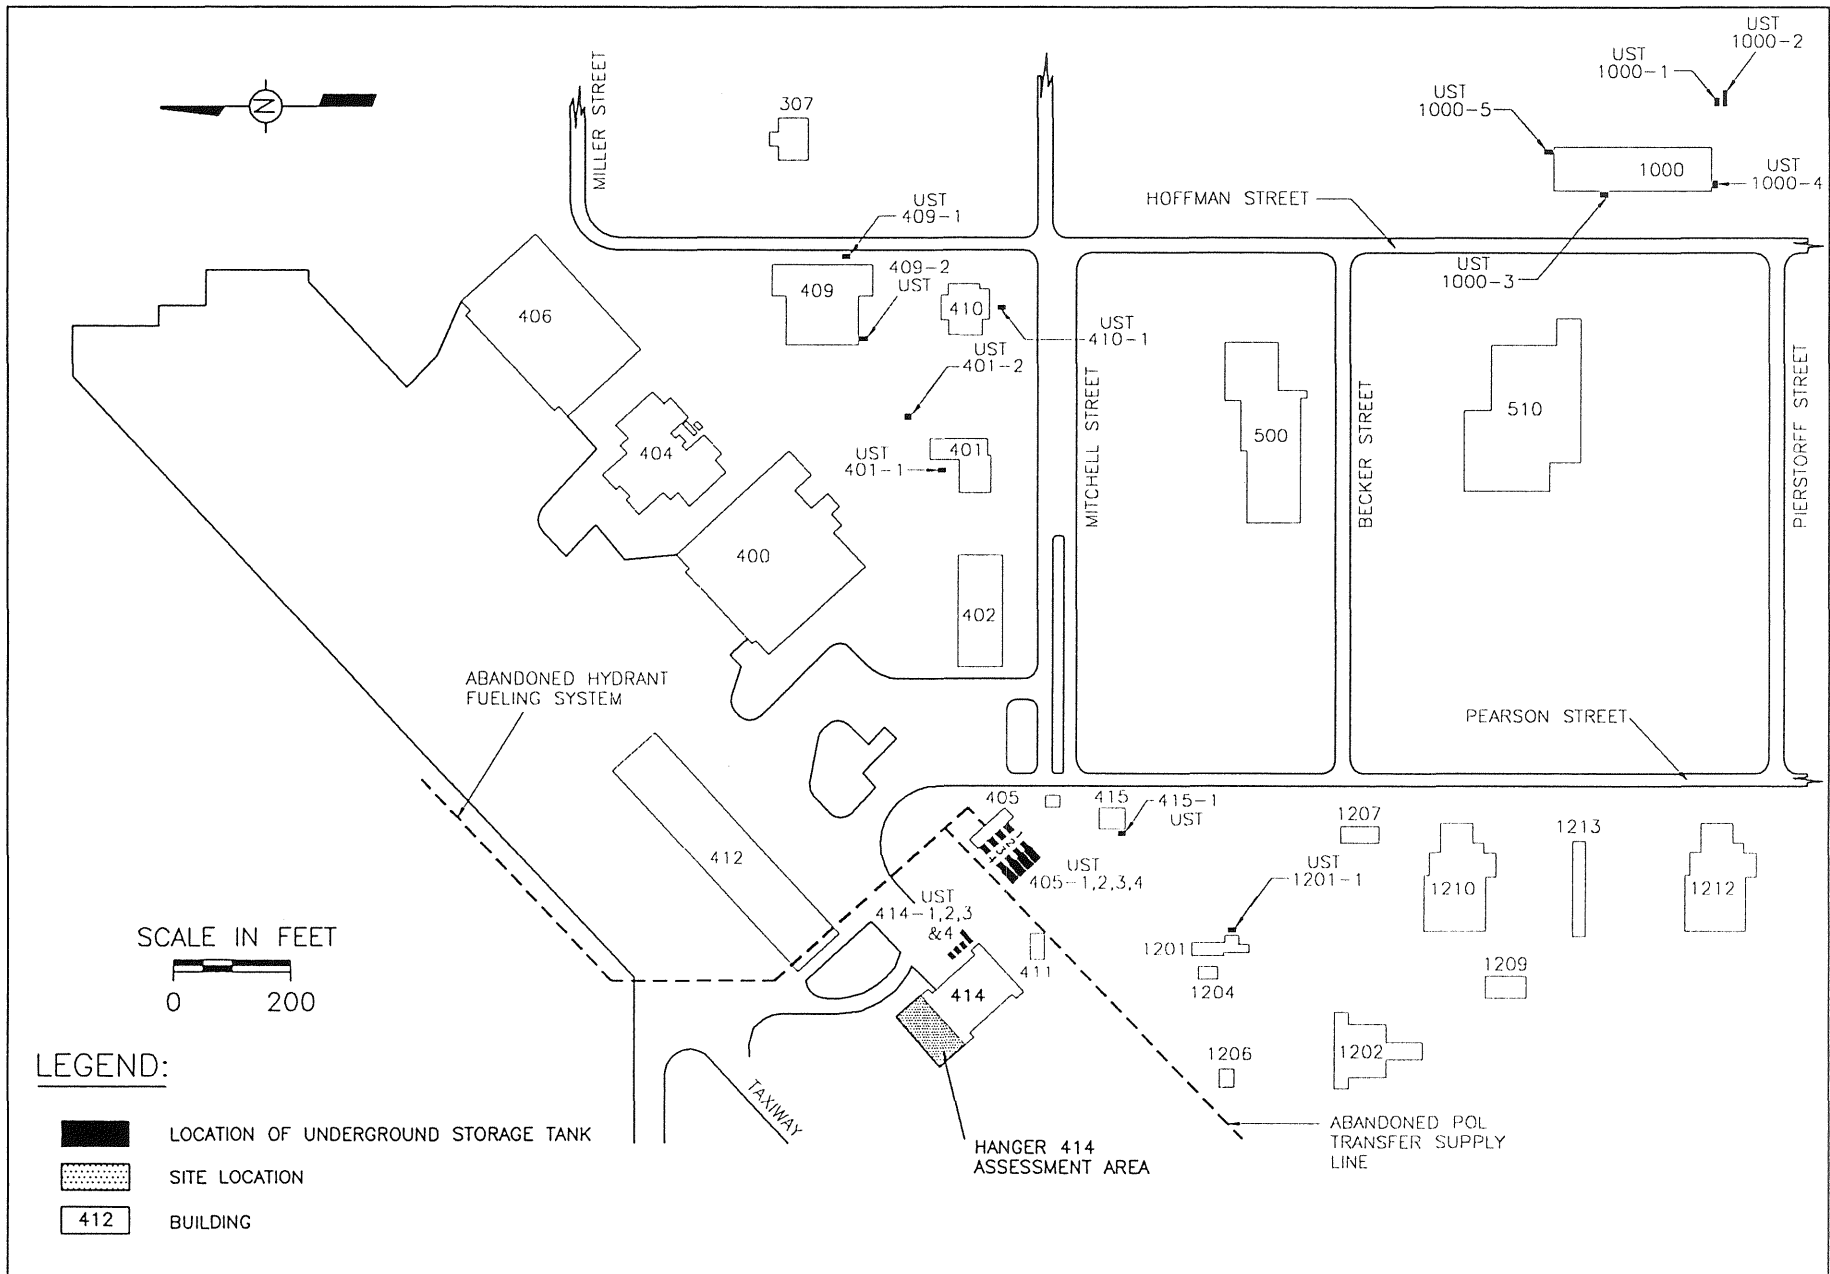 UST
1000-2
UST
1000-1
UST
1000-5
1000
UST
1000-4
UST
1000-3
N
MILLER STREET
307
HOFFMAN STREET
UST
409-1
409-2
UST
409
410
UST
410-1
UST
401-2
UST
401-1
401
406
404
400
402
MITCHELL STREET
500
BECKER STREET
510
PIERSTORFF STREET
PEARSON STREET
ABANDONED HYDRANT
FUELING SYSTEM
412
405
415
415-1
UST
1 2 3 4
UST
405-1,2,3,4
UST
414-1,2,3
&4
414
411
1207
UST
1201-1
1201
1204
1206
1210
1213
1212
1209
1202
SCALE IN FEET
0 200
TAXIWAY
HANGER 414
ASSESSMENT AREA
ABANDONED POL
TRANSFER SUPPLY
LINE
LEGEND:
LOCATION OF UNDERGROUND STORAGE TANK
SITE LOCATION
412 BUILDING